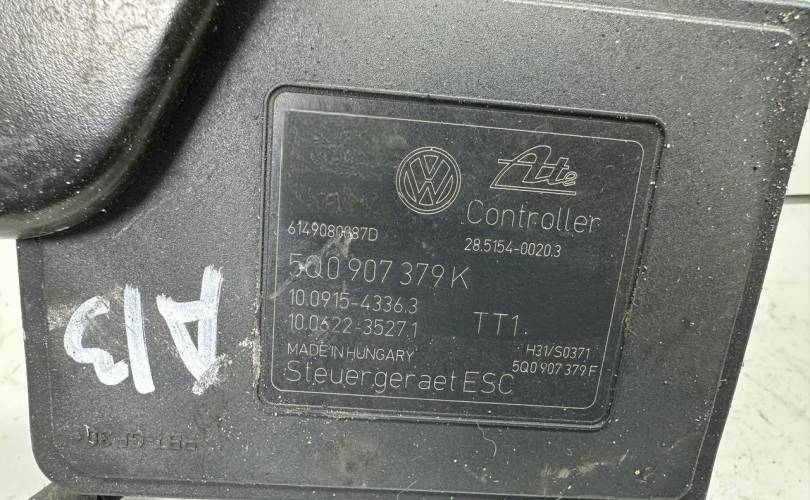 Ate
Controller
6149080087D
28.5154-0020.3
5Q0 907 379 K
10.0915-4336.3
10.0622-3527.1
TT1
MADE IN HUNGARY
H31/S0371
5Q0 907 379 F
Steuergeraet ESC
A13